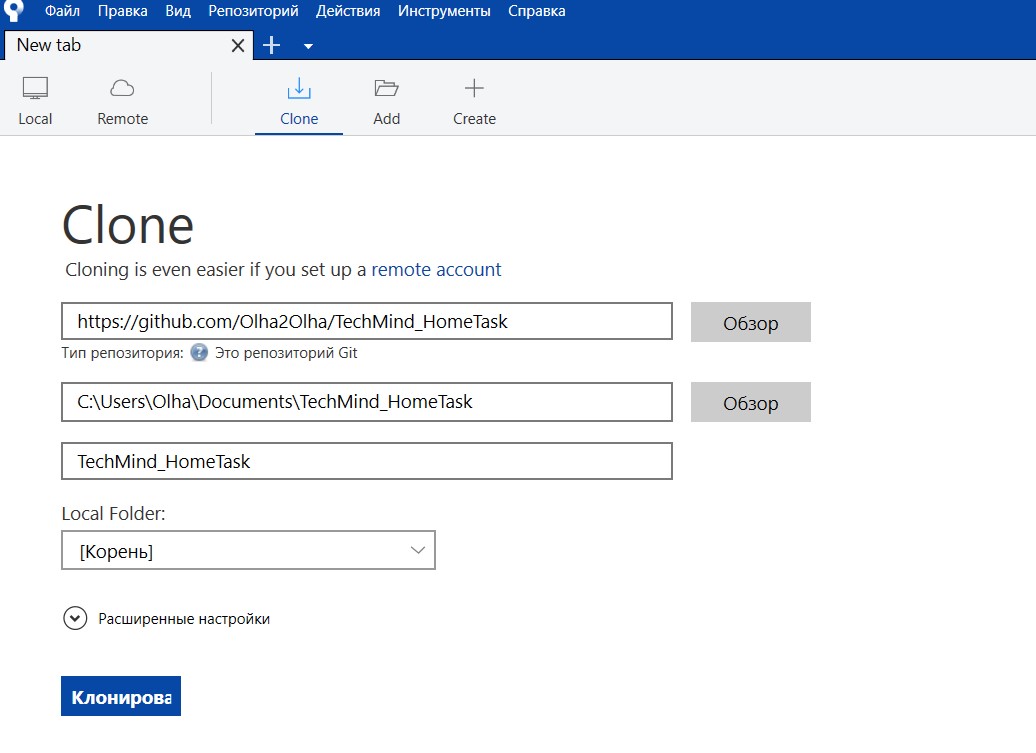 Файл Правка Вид Репозиторий Действия Инструменты Справка
New tab
Local Remote Clone Add Create
Clone
Cloning is even easier if you set up a remote account
https://github.com/Olha2Olha/TechMind_HomeTask Обзор
Тип репозитория: ? Это репозиторий Git
C:\Users\Olha\Documents\TechMind_HomeTask Обзор
TechMind_HomeTask
Local Folder:
[Корень]
Расширенные настройки
Клонирова